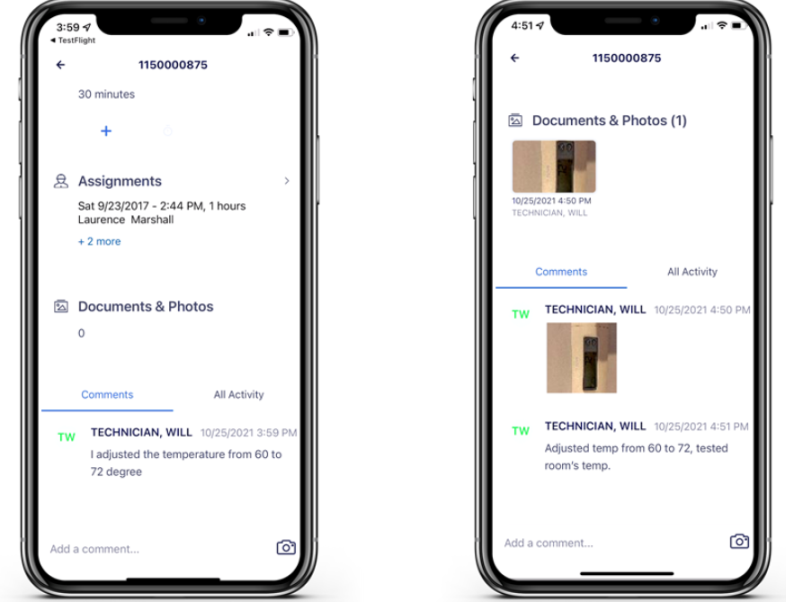 3:59
TestFlight
1150000875
30 minutes
+
Assignments
Sat 9/23/2017 - 2:44 PM, 1 hours
Laurence Marshall
+ 2 more
Documents & Photos
0
Comments
All Activity
TW
TECHNICIAN, WILL 10/25/2021 3:59 PM
I adjusted the temperature from 60 to
72 degree
Add a comment...
4:51
1150000875
Documents & Photos (1)
10/25/2021 4:50 PM
TECHNICIAN, WILL
Comments
All Activity
TW
TECHNICIAN, WILL 10/25/2021 4:50 PM
TW
TECHNICIAN, WILL 10/25/2021 4:51 PM
Adjusted temp from 60 to 72, tested
room's temp.
Add a comment...